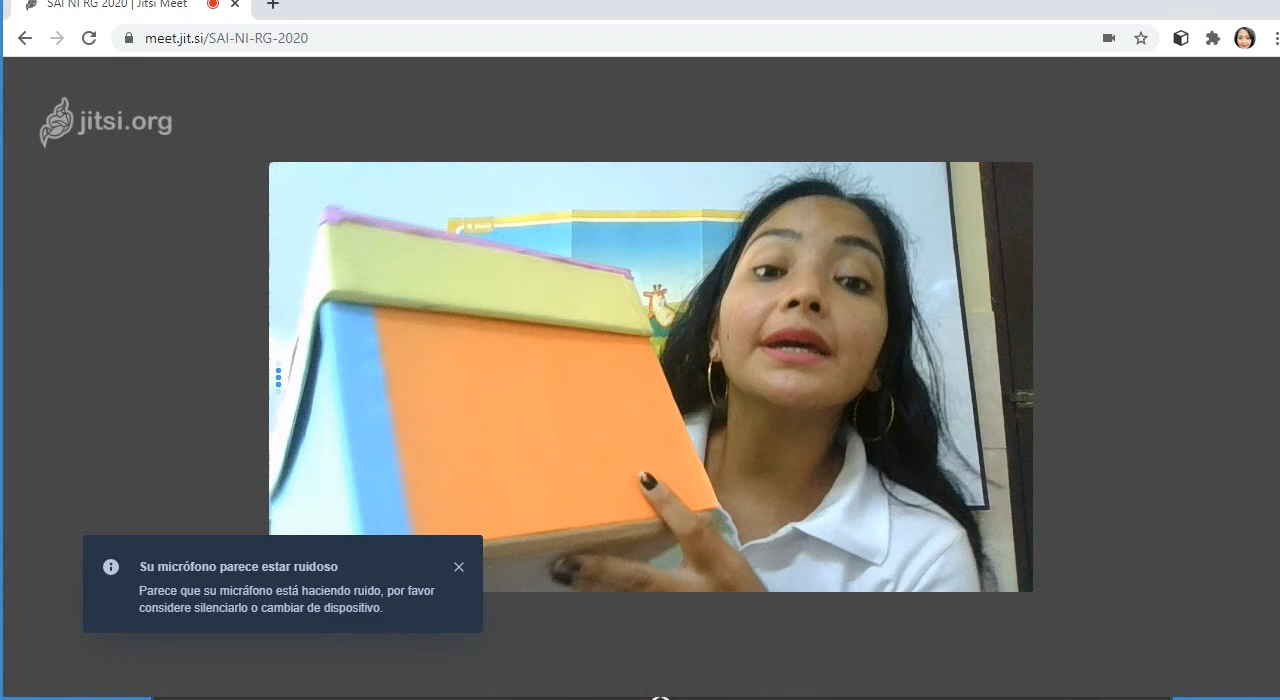 SAI NI RG 2020 | Jitsi Meet
meet.jit.si/SAI-NI-RG-2020
jitsi.org
Su micrófono parece estar ruidoso
Parece que su micráfono está haciendo ruido, por favor
considere silenciarlo o cambiar de dispositivo.